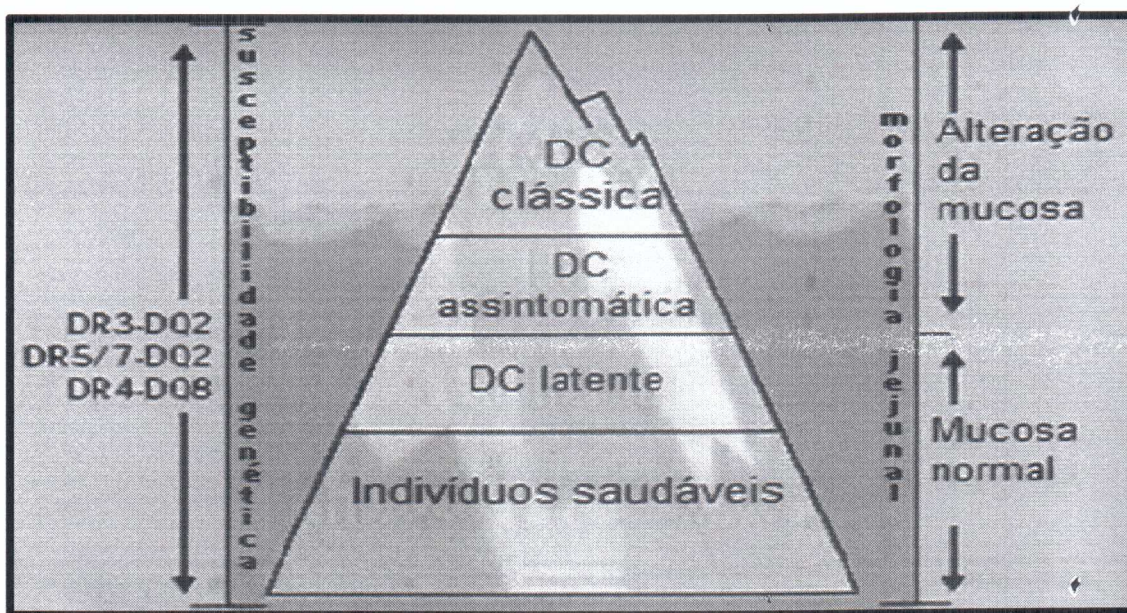 DR3-DQ2
DR5/7-DQ2
DR4-DQ8
susceptibilidade genética
DC
clássica
DC
assintomática
DC latente
Indivíduos saudáveis
morfologia jejunal
Alteração
da
mucosa
Mucosa
normal